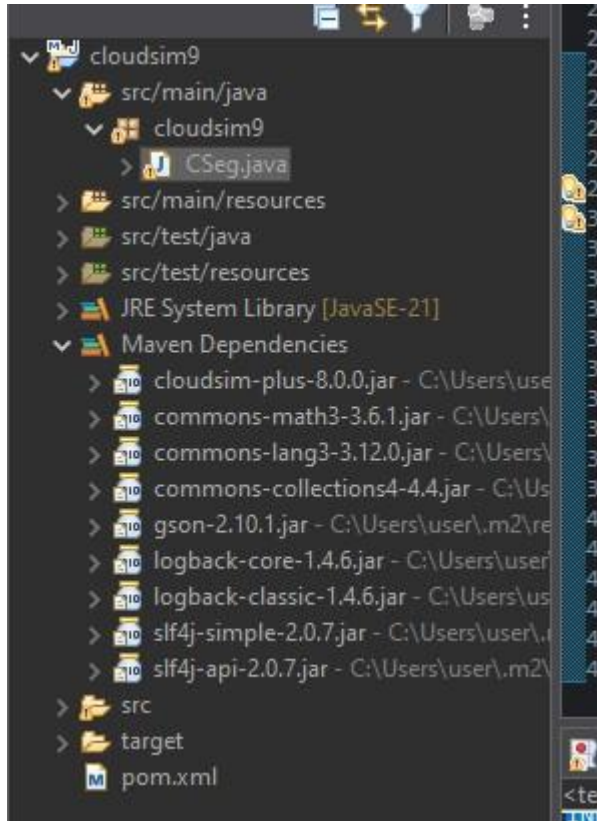 cloudsim9
src/main/java
cloudsim9
CSeg.java
src/main/resources
src/test/java
src/test/resources
JRE System Library [JavaSE-21]
Maven Dependencies
cloudsim-plus-8.0.0.jar - C:\Users\use
commons-math3-3.6.1.jar - C:\Users\
commons-lang3-3.12.0.jar - C:\Users\
commons-collections4-4.4.jar - C:\Us
gson-2.10.1.jar - C:\Users\user\.m2\re
logback-core-1.4.6.jar - C:\Users\user
logback-classic-1.4.6.jar - C:\Users\us
slf4j-simple-2.0.7.jar - C:\Users\user\.
slf4j-api-2.0.7.jar - C:\Users\user\.m2\
src
target
pom.xml
<te